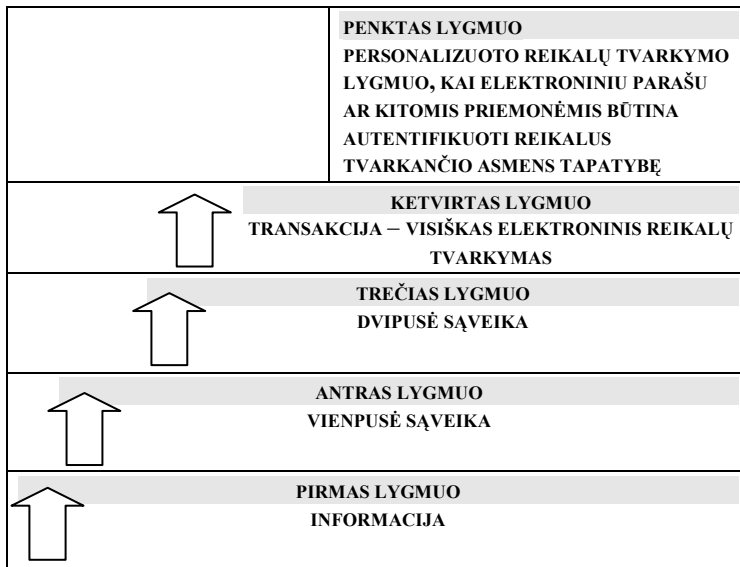 PENKTAS LYGMUO
PERSONALIZUOTO REIKALŲ TVARKYMO
LYGMUO, KAI ELEKTRONINIU PARAŠU
AR KITOMIS PRIEMONĖMIS BŪTINA
AUTENTIFIKUOTI REIKALUS
TVARKANČIO ASMENS TAPATYBĘ
KETVIRTAS LYGMUO
TRANSAKCIJA – VISIŠKAS ELEKTRONINIS REIKALŲ
TVARKYMAS
TREČIAS LYGMUO
DVIPUSĖ SĄVEIKA
ANTRAS LYGMUO
VIENPUSĖ SĄVEIKA
PIRMAS LYGMUO
INFORMACIJA